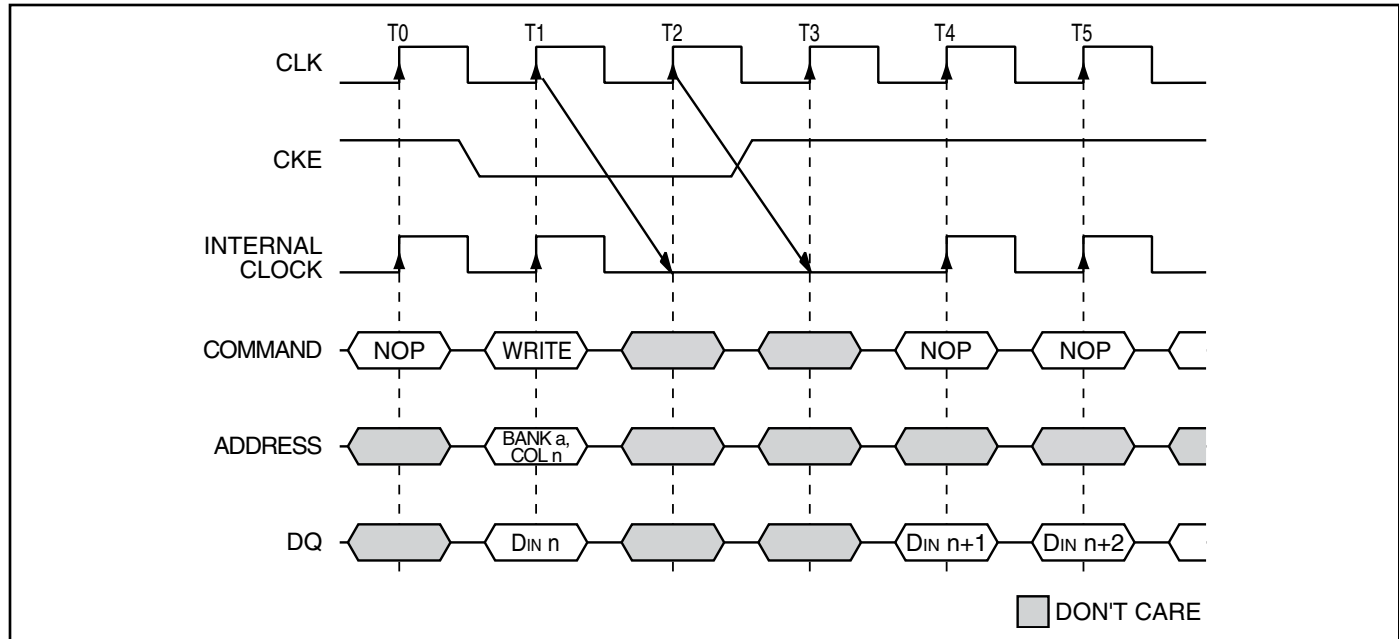 T0 T1 T2 T3 T4 T5
CLK
CKE
INTERNAL
CLOCK
COMMAND NOP WRITE NOP NOP
ADDRESS BANK a,
COL n
DQ DIN n DIN n+1 DIN n+2
DON'T CARE